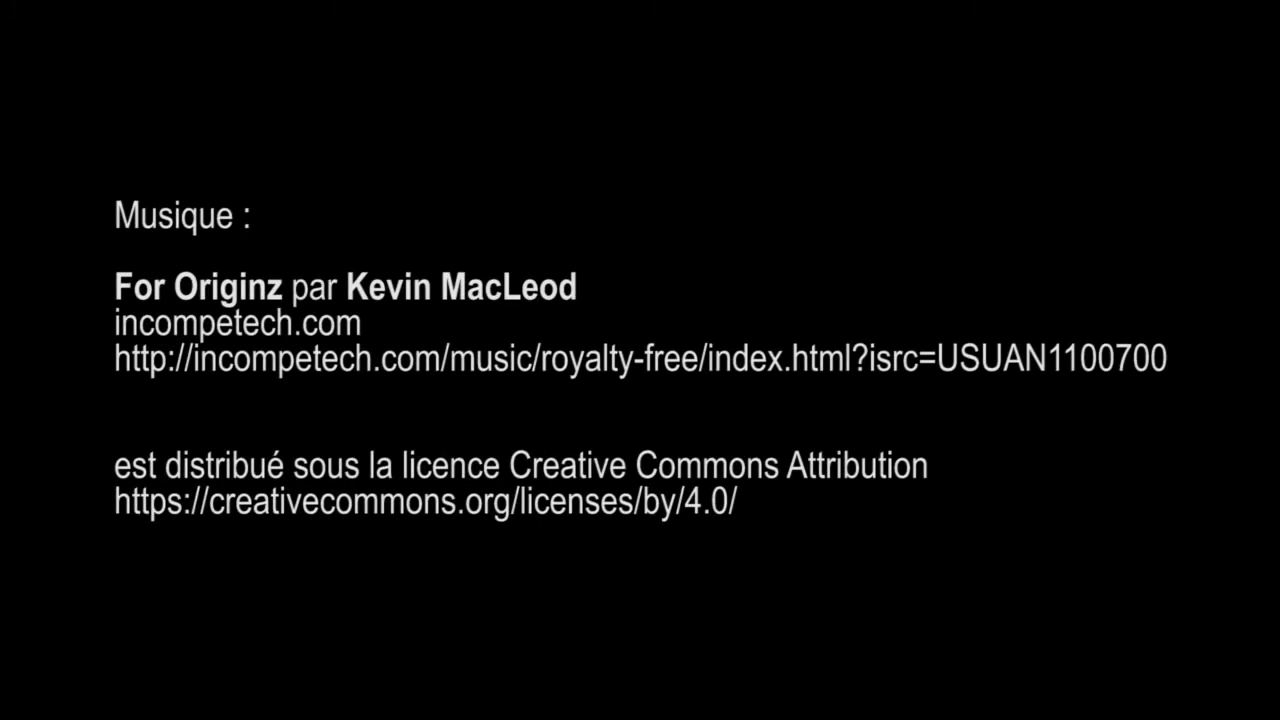 Musique :
For Originz par Kevin MacLeod
incompetech.com
http://incompetech.com/music/royalty-free/index.html?isrc=USUAN1100700
est distribué sous la licence Creative Commons Attribution
https://creativecommons.org/licenses/by/4.0/